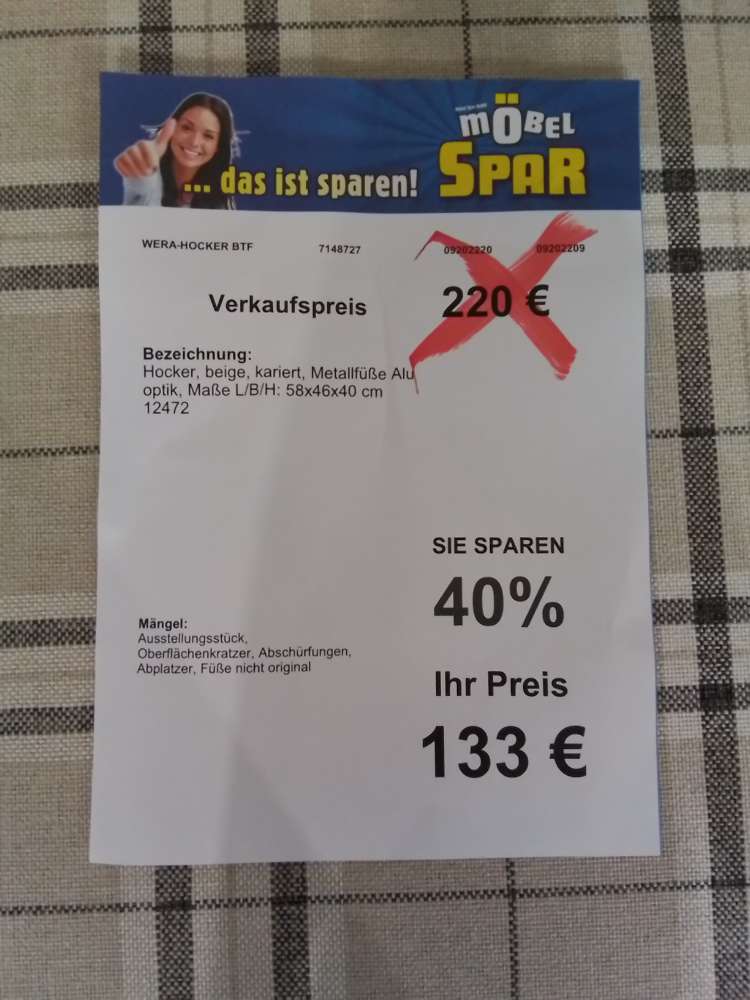 MÖBEL
... das ist sparen! SPAR
WERA-HOCKER BTF 7148727 09202220 09202209
Verkaufspreis 220 €
Bezeichnung:
Hocker, beige, kariert, Metallfüße Alu
optik, Maße L/B/H: 58x46x40 cm
12472
SIE SPAREN
40%
Mängel:
Ausstellungsstück,
Oberflächenkratzer, Abschürfungen,
Abplatzer, Füße nicht original
Ihr Preis
133 €